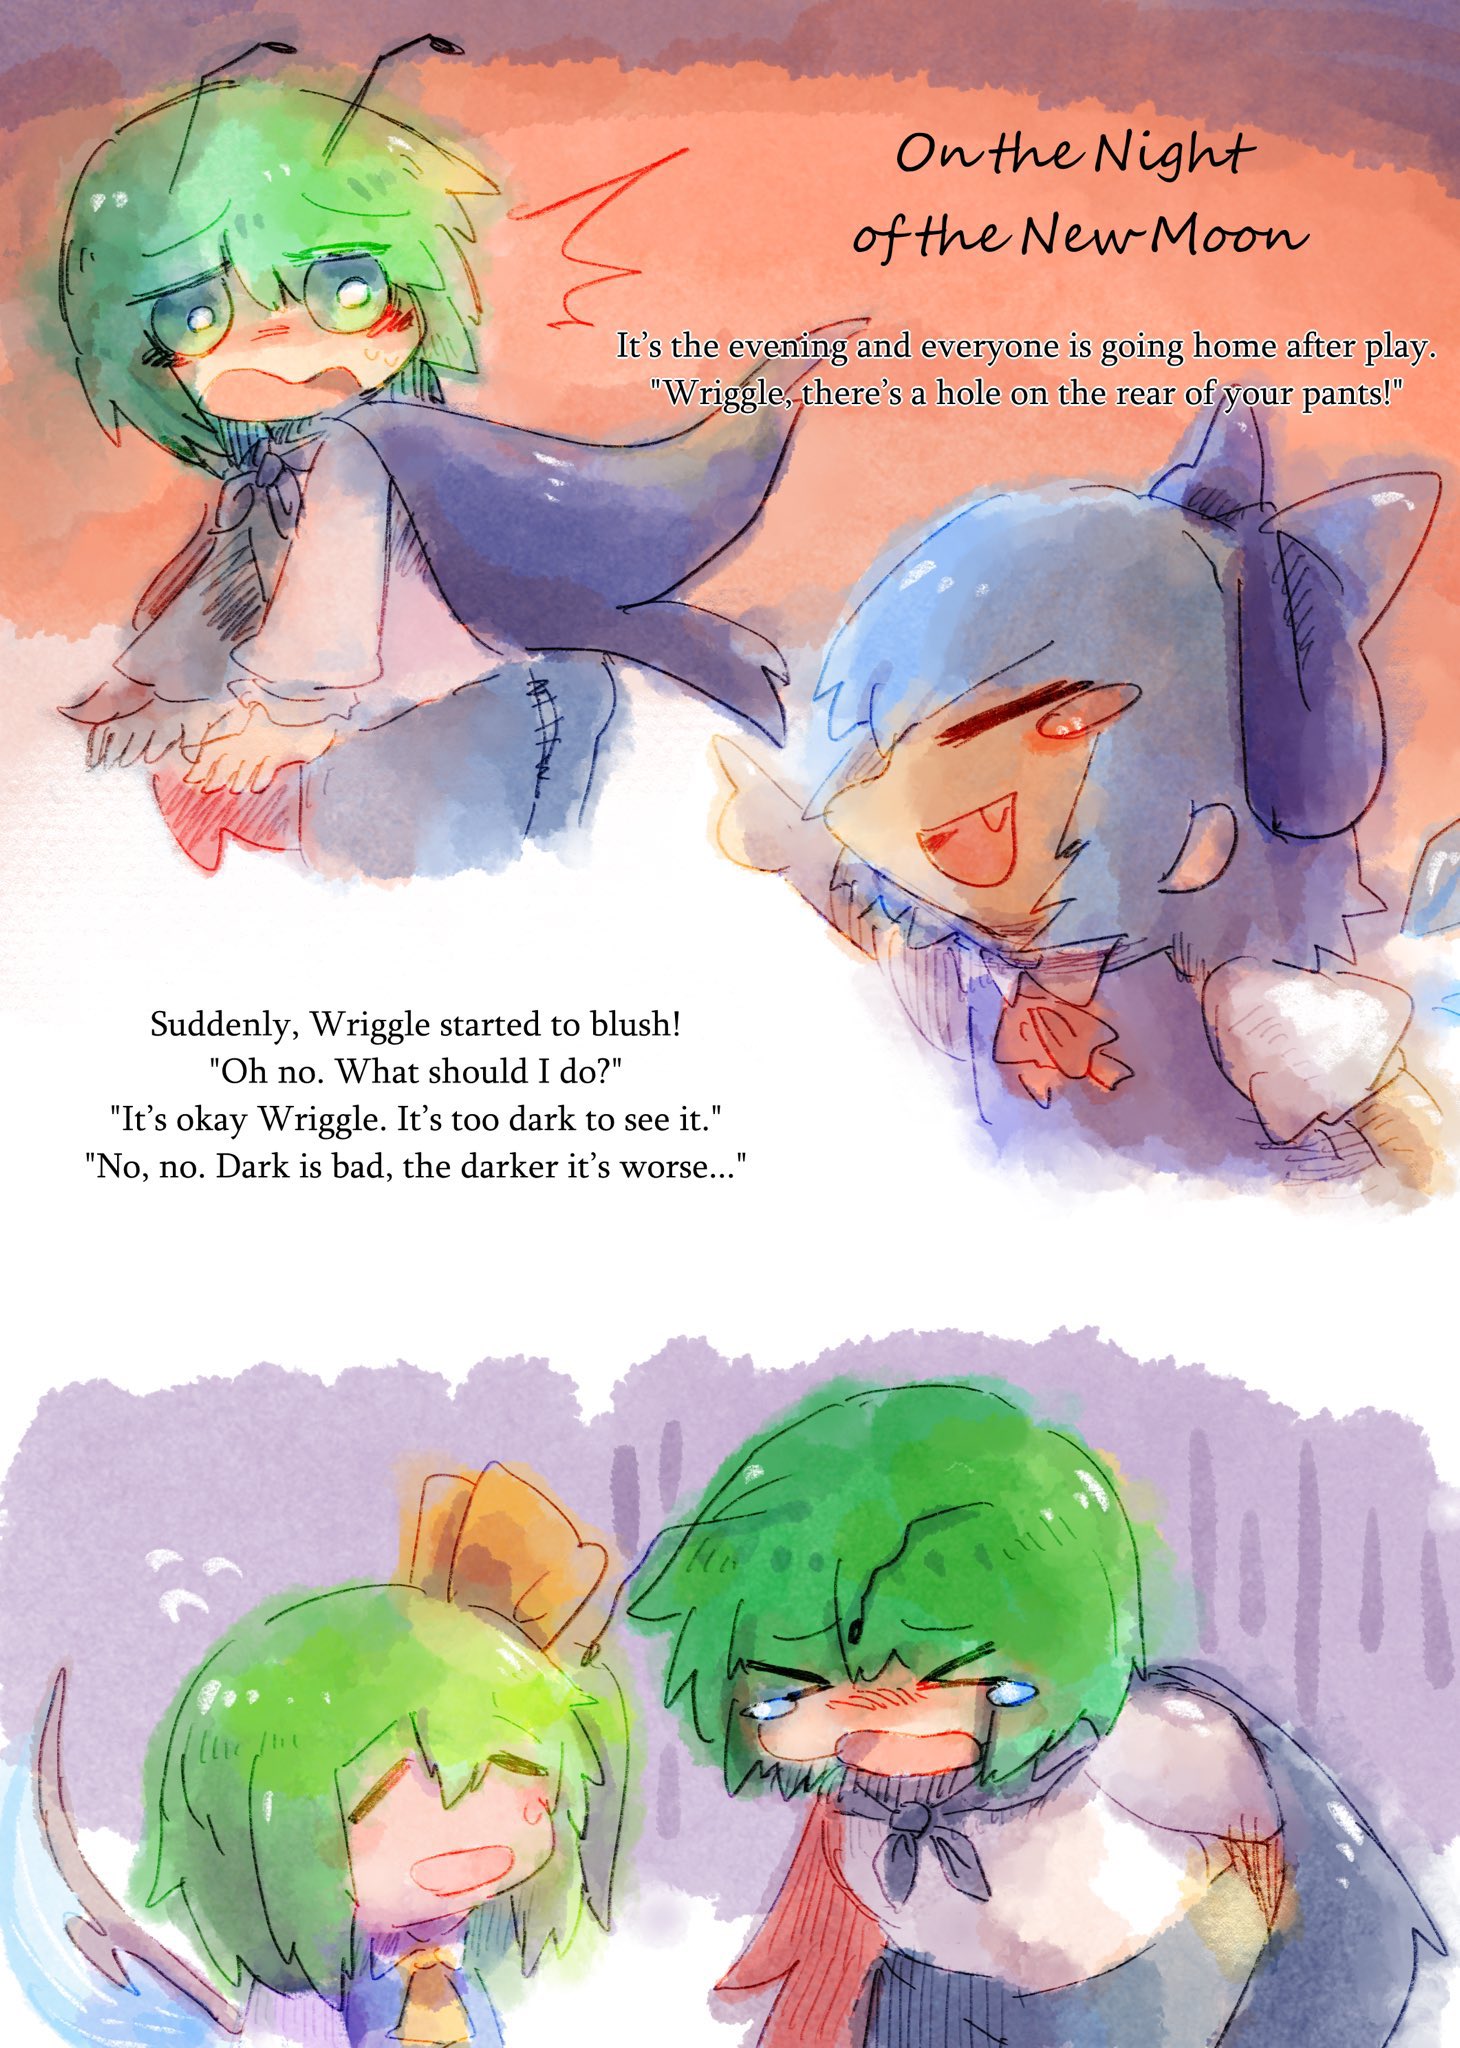 On the Night
of the New Moon
It’s the evening and everyone is going home after play.
"Wriggle, there’s a hole on the rear of your pants!"
Suddenly, Wriggle started to blush!
"Oh no. What should I do?"
"It’s okay Wriggle. It’s too dark to see it."
"No, no. Dark is bad, the darker it’s worse..."